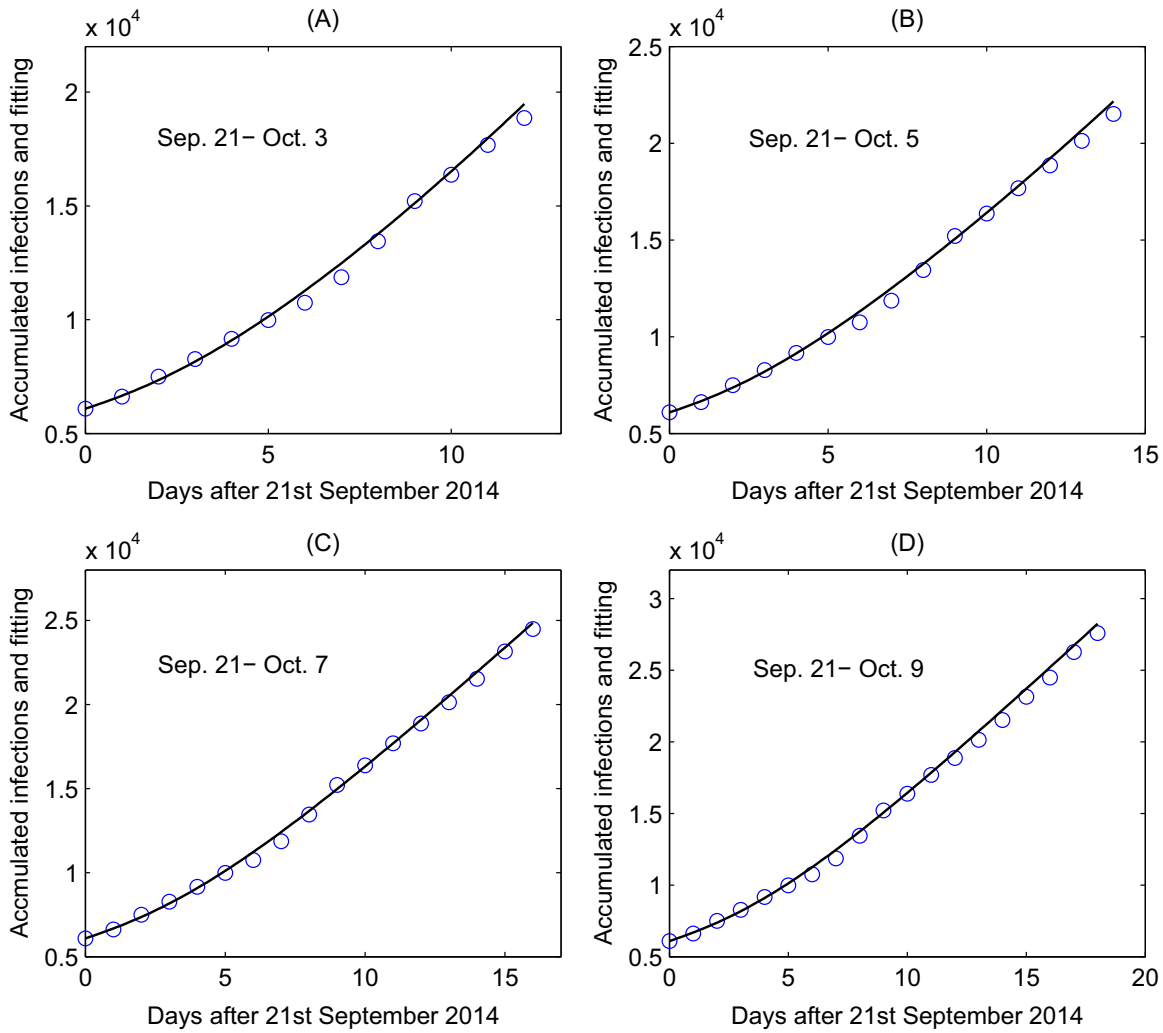 (A)
x 10^4
Accumulated infections and fitting
2
1.5
1
0.5
Sep. 21− Oct. 3
0 5 10
Days after 21st September 2014
(B)
x 10^4
Accumulated infections and fitting
2.5
2
1.5
1
0.5
Sep. 21− Oct. 5
0 5 10 15
Days after 21st September 2014
(C)
x 10^4
Accmulated infections and fitting
2.5
2
1.5
1
0.5
Sep. 21− Oct. 7
0 5 10 15
Days after 21st September 2014
(D)
x 10^4
Accumulated infections and fitting
3
2.5
2
1.5
1
0.5
Sep. 21− Oct. 9
0 5 10 15 20
Days after 21st September 2014